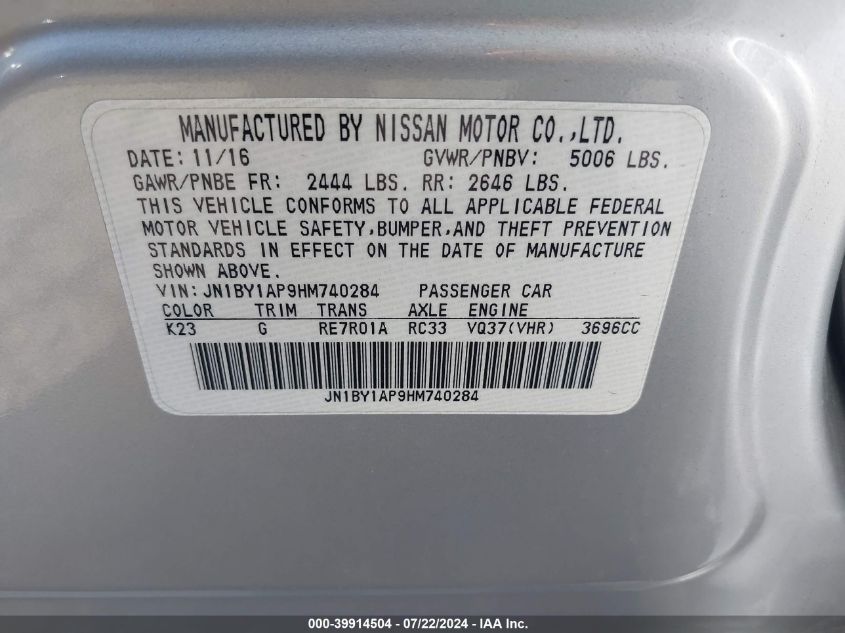 MANUFACTURED BY NISSAN MOTOR CO.,LTD.
DATE: 11/16 GVWR/PNBV: 5006 LBS.
GAWR/PNBE FR: 2444 LBS. RR: 2646 LBS.
THIS VEHICLE CONFORMS TO ALL APPLICABLE FEDERAL
MOTOR VEHICLE SAFETY,BUMPER,AND THEFT PREVENTION
STANDARDS IN EFFECT ON THE DATE OF MANUFACTURE
SHOWN ABOVE.
VIN: JN1BY1AP9HM740284 PASSENGER CAR
COLOR TRIM TRANS AXLE ENGINE
K23 G RE7R01A RC33 VQ37(VHR) 3696CC
JN1BY1AP9HM740284
000-39914504 - 07/22/2024 - IAA Inc.